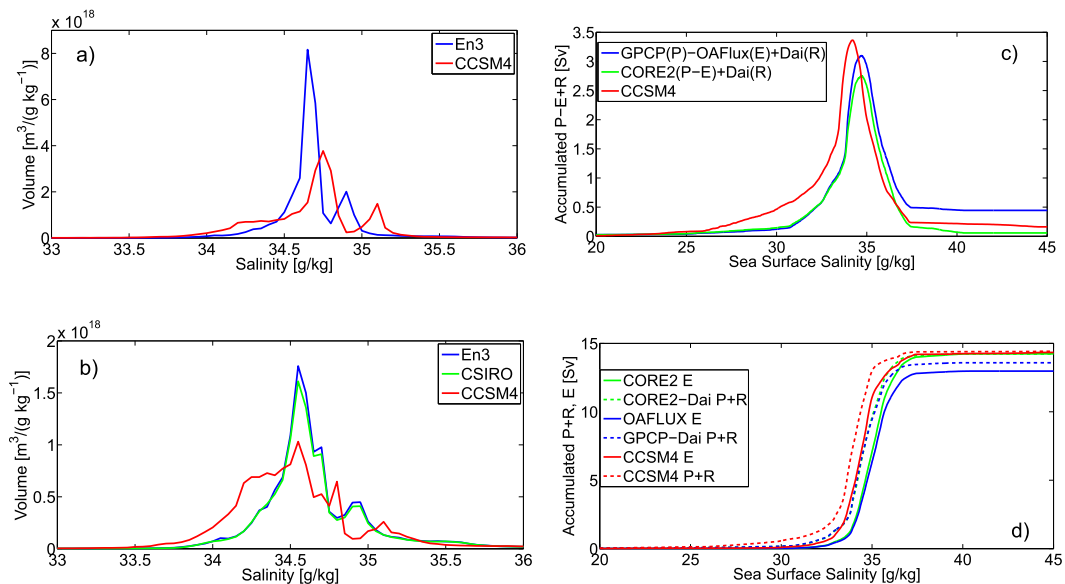 x 10^18
a)
En3
CCSM4
Volume [m^3/(g kg^−1)]
8
6
4
2
0
33
33.5
34
34.5
35
35.5
36
Salinity [g/kg]
c)
GPCP(P)−OAFlux(E)+Dai(R)
CORE2(P−E)+Dai(R)
CCSM4
Accumulated P−E+R [Sv]
3.5
3
2.5
2
1.5
1
0.5
0
20
25
30
35
40
45
Sea Surface Salinity [g/kg]
x 10^18
b)
En3
CSIRO
CCSM4
Volume [m^3/(g kg^−1)]
2
1.5
1
0.5
0
33
33.5
34
34.5
35
35.5
36
Salinity [g/kg]
CORE2 E
CORE2−Dai P+R
OAFLUX E
GPCP−Dai P+R
CCSM4 E
CCSM4 P+R
d)
Accumulated P+R, E [Sv]
15
10
5
0
20
25
30
35
40
45
Sea Surface Salinity [g/kg]